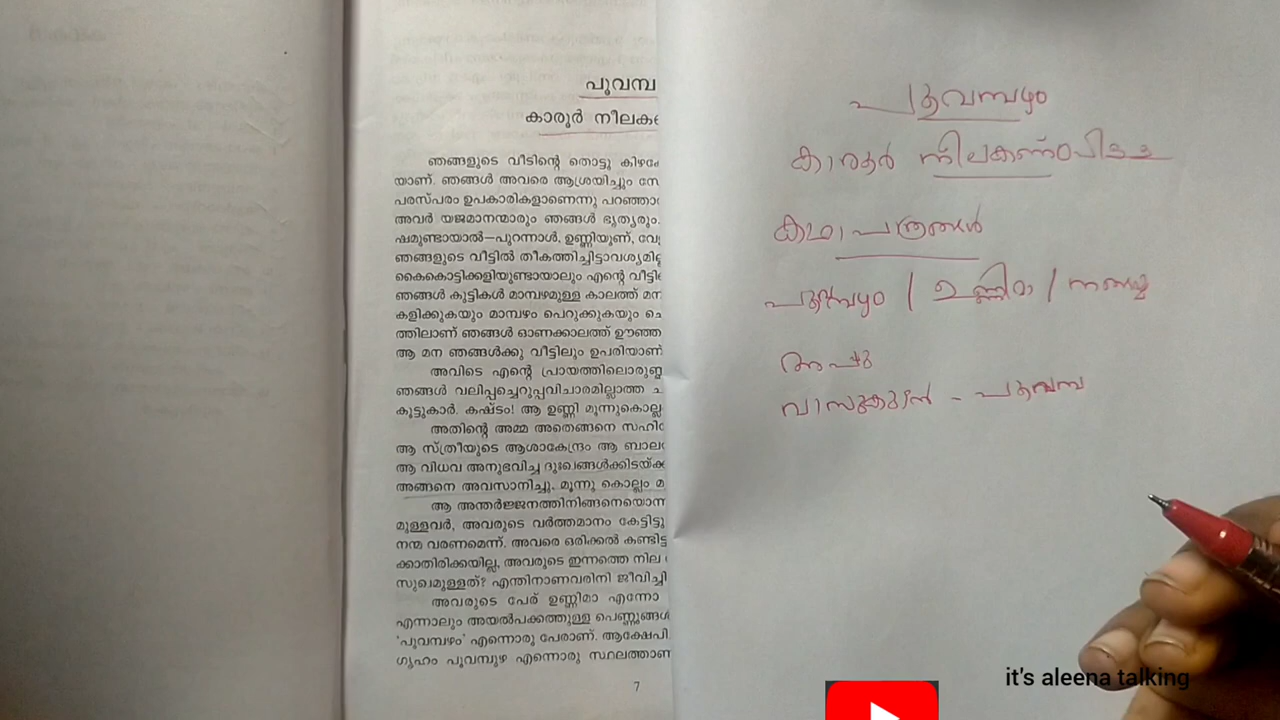 പൂവമ്പ
കാരൂർ നീലക
ഞങ്ങളുടെ വീടിന്റെ തൊട്ടു കിഴക്കേ
യാണ്. ഞങ്ങൾ അവരെ ആശ്രയിച്ചും സേ
പരസ്പരം ഉപകാരികളാണെന്നു പറഞ്ഞാ
അവർ യജമാനന്മാരും ഞങ്ങൾ ഭൃത്യരും.
ഷമുണ്ടായാൽ—പുറന്നാൾ, ഉണ്ണിയൂണ്, വേ
ഞങ്ങളുടെ വീട്ടിൽ തീകത്തിച്ചിട്ടാവശ്യമില്ല
കൈകൊട്ടിക്കളിയുണ്ടായാലും എന്റെ വീട്ടി
ഞങ്ങൾ കുട്ടികൾ മാമ്പഴമുള്ള കാലത്ത് മന
കളിക്കുകയും മാമ്പഴം പെറുക്കുകയും ചെ
ത്തിലാണ് ഞങ്ങൾ ഓണക്കാലത്ത് ഊഞ്ഞ
ആ മന ഞങ്ങൾക്കു വീട്ടിലും ഉപരിയാണ്
അവിടെ എന്റെ പ്രായത്തിലൊരുണ്ണ
ഞങ്ങൾ വലിപ്പച്ചെറുപ്പവിചാരമില്ലാത്ത ച
കൂട്ടുകാർ. കഷ്ടം! ആ ഉണ്ണി മൂന്നുകൊല്ല
അതിന്റെ അമ്മ അതെങ്ങനെ സഹി
ആ സ്ത്രീയുടെ ആശാകേന്ദ്രം ആ ബാല
ആ വിധവ അനുഭവിച്ച ദുഃഖങ്ങൾക്കിടയ്ക്ക
അങ്ങനെ അവസാനിച്ചു. മൂന്നു കൊല്ലം മ
ആ അന്തർജ്ജനത്തിനിങ്ങനെയൊന്ന
മുള്ളവർ, അവരുടെ വർത്തമാനം കേട്ടിട്ടു
നന്മ വരണമെന്ന്. അവരെ ഒരിക്കൽ കണ്ടിട്ട
ക്കാതിരിക്കയില്ല, അവരുടെ ഇന്നത്തെ നില
സുഖമുള്ളത്? എന്തിനാണവരിനി ജീവിച്ചി
അവരുടെ പേര് ഉണ്ണിമാ എന്നോ
എന്നാലും അയൽപക്കത്തുള്ള പെണ്ണുങ്ങൾ
'പൂവമ്പഴം' എന്നൊരു പേരാണ്. ആക്ഷേപി
ഗൃഹം പൂവമ്പുഴ എന്നൊരു സ്ഥലത്താണ
7
പൂവമ്പഴം
കാരൂർ നീലകണ്ഠപിള്ള
കഥാപത്രങ്ങൾ
പൂവമ്പഴം / ഉണ്ണിമാ /
അപ്പു
വാസുക്കുട്ടൻ - പൂവമ്പ
it's aleena talking